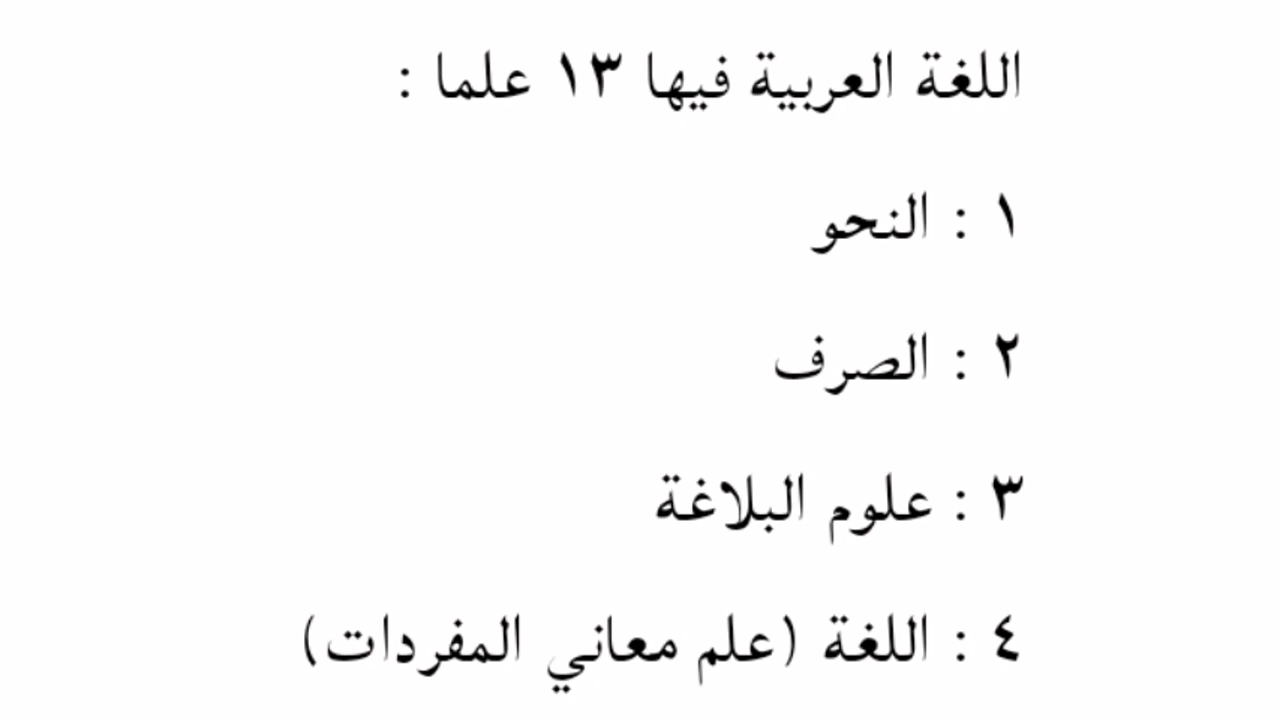 اللغة العربية فيها ١٣ علما :
١ : النحو
٢ : الصرف
٣ : علوم البلاغة
٤ : اللغة (علم معاني المفردات)